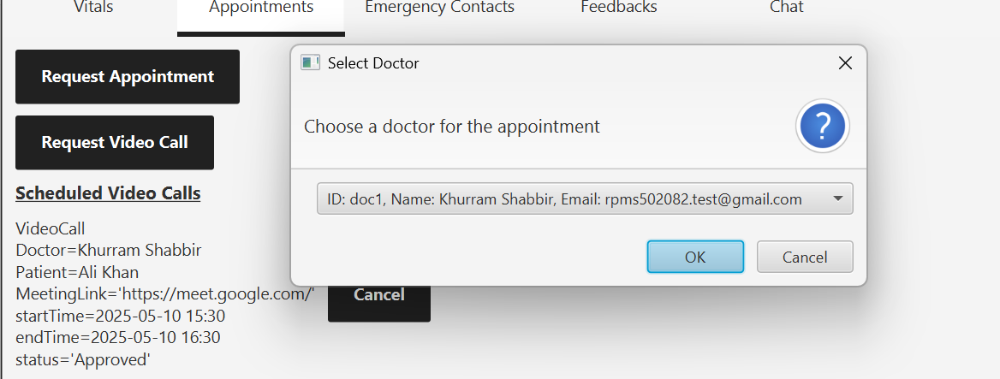 Vitals
Appointments
Emergency Contacts
Feedbacks
Chat
Request Appointment
Request Video Call
Scheduled Video Calls
VideoCall
Doctor=Khurram Shabbir
Patient=Ali Khan
MeetingLink='https://meet.google.com/'
startTime=2025-05-10 15:30
endTime=2025-05-10 16:30
status='Approved'
Cancel
Select Doctor
Choose a doctor for the appointment
?
ID: doc1, Name: Khurram Shabbir, Email: rpms502082.test@gmail.com
OK
Cancel